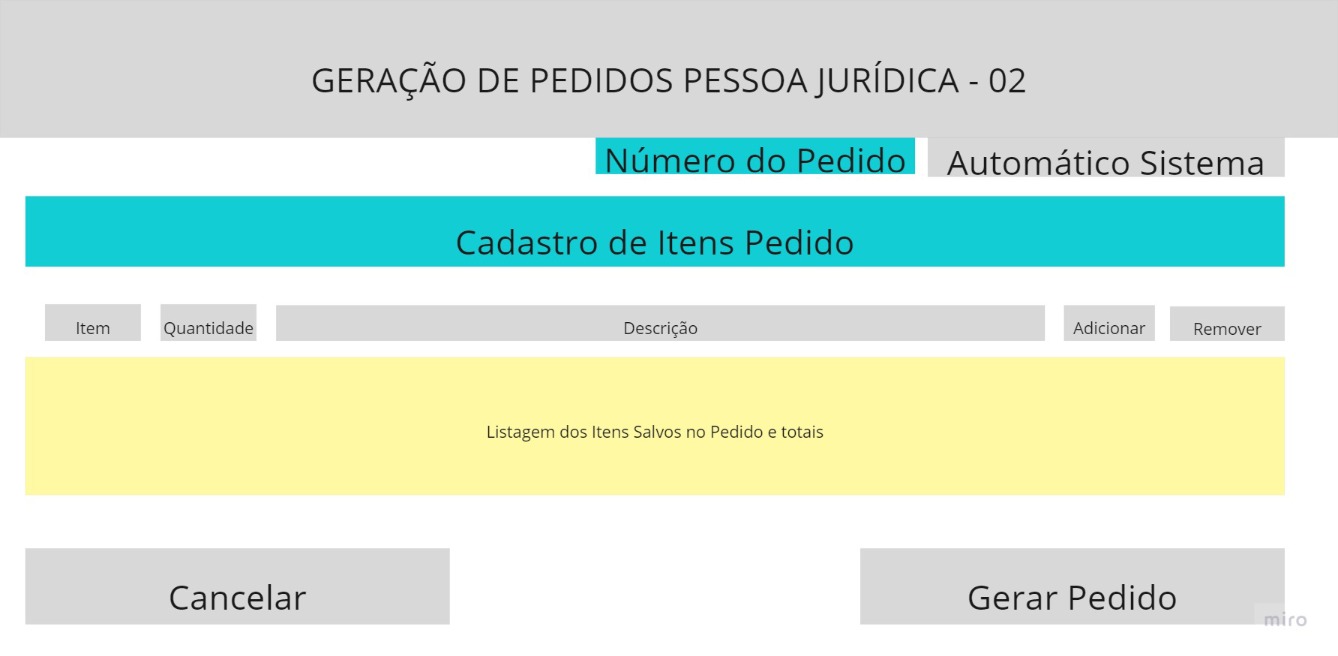 GERAÇÃO DE PEDIDOS PESSOA JURÍDICA - 02
Número do Pedido Automático Sistema
Cadastro de Itens Pedido
Item Quantidade Descrição Adicionar Remover
Listagem dos Itens Salvos no Pedido e totais
Cancelar Gerar Pedido
miro